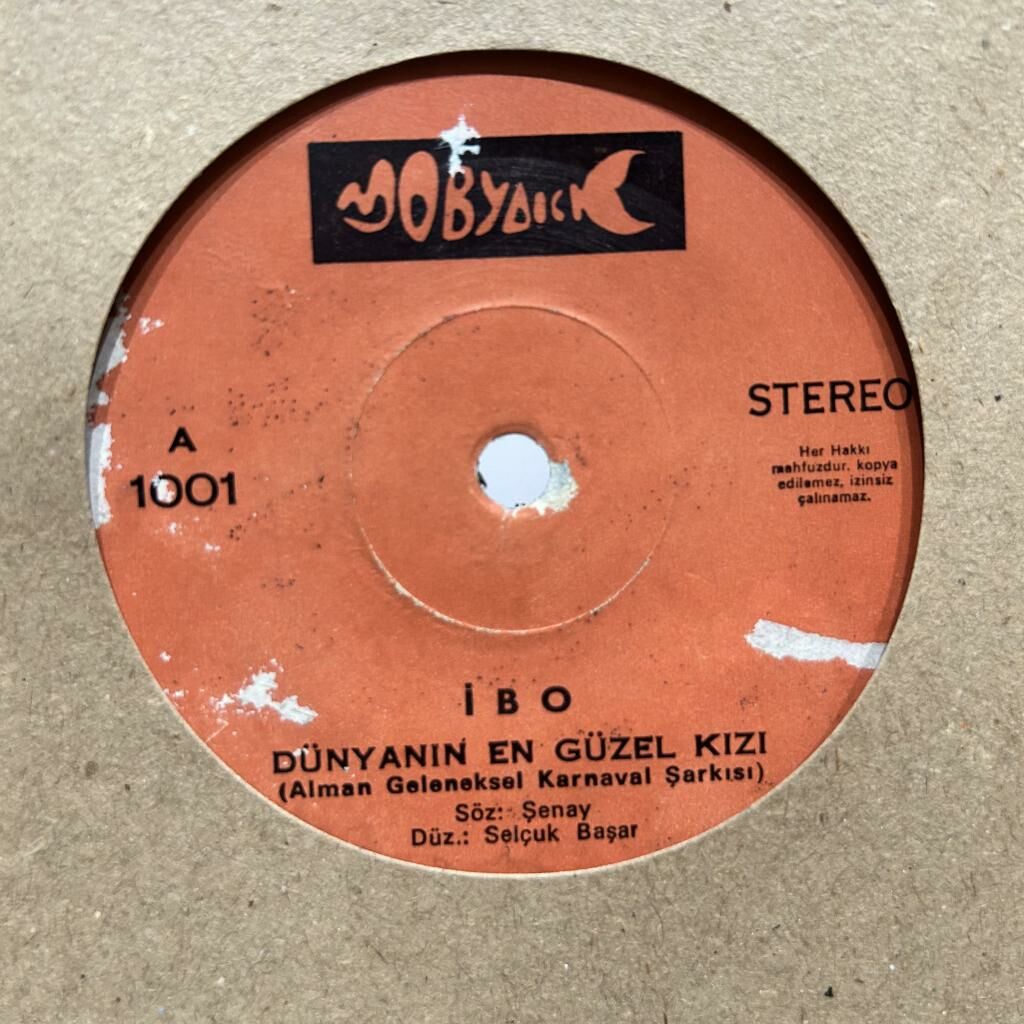 MOBYDICK
STEREO
A
1001
Her Hakkı
mahfuzdur. kopya
edilemez, izinsiz
çalınamaz.
İBO
DÜNYANIN EN GÜZEL KIZI
(Alman Geleneksel Karnaval Şarkısı)
Söz: Şenay
Düz.: Selçuk Başar